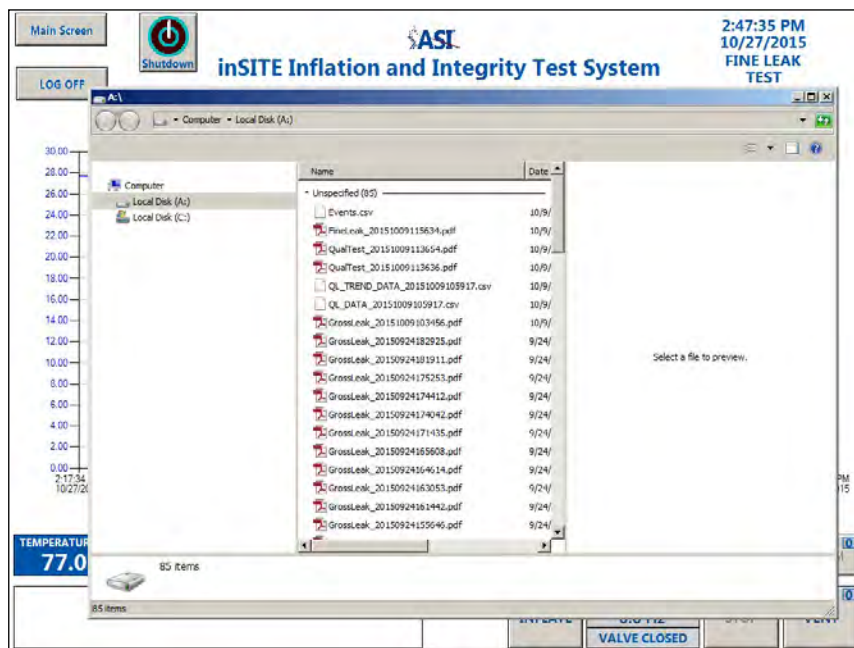 Main Screen
Shutdown
LOG OFF
ASI
inSITE Inflation and Integrity Test System
2:47:35 PM
10/27/2015
FINE LEAK
TEST
A:\
Computer
Local Disk (A:)
Computer
Local Disk (A:)
Local Disk (C:)
Name
Date
Unspecified (85)
Events.csv 10/9/
FineLeak_20151009115634.pdf 10/9/
QualTest_20151009113654.pdf 10/9/
QualTest_20151009113636.pdf 10/9/
QL_TREND_DATA_20151009105917.csv 10/9/
QL_DATA_20151009105917.csv 10/9/
GrossLeak_20151009103456.pdf 10/9/
GrossLeak_20150924182925.pdf 9/24/
GrossLeak_20150924181911.pdf 9/24/
GrossLeak_20150924175253.pdf 9/24/
GrossLeak_20150924174412.pdf 9/24/
GrossLeak_20150924174042.pdf 9/24/
GrossLeak_20150924171435.pdf 9/24/
GrossLeak_20150924165608.pdf 9/24/
GrossLeak_20150924164614.pdf 9/24/
GrossLeak_20150924163053.pdf 9/24/
GrossLeak_20150924161442.pdf 9/24/
GrossLeak_20150924155646.pdf 9/24/
Select a file to preview.
30.00
28.00
26.00
24.00
22.00
20.00
18.00
16.00
14.00
12.00
10.00
8.00
6.00
4.00
2.00
0.00
2:17:34
10/27/20
PM
015
TEMPERATUR
77.0
85 items
85 items
INFLATE
VALVE CLOSED
STOP
VENT